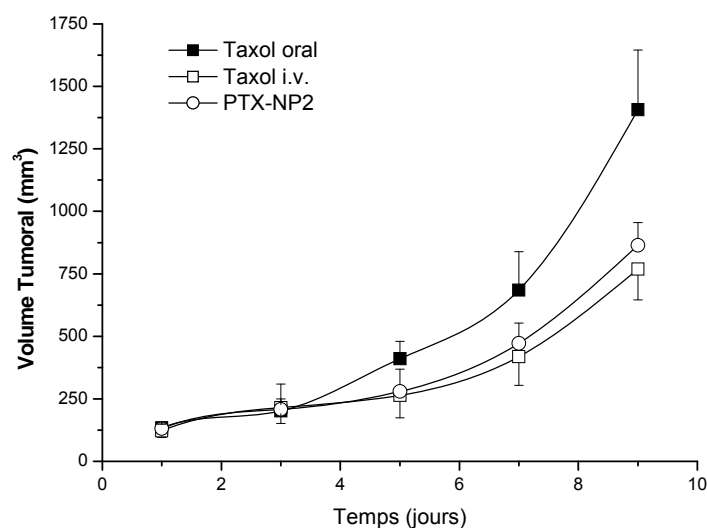 1750
1500
1250
1000
750
500
250
0
Volume Tumoral (mm³)
Taxol oral
Taxol i.v.
PTX-NP2
0 2 4 6 8 10
Temps (jours)